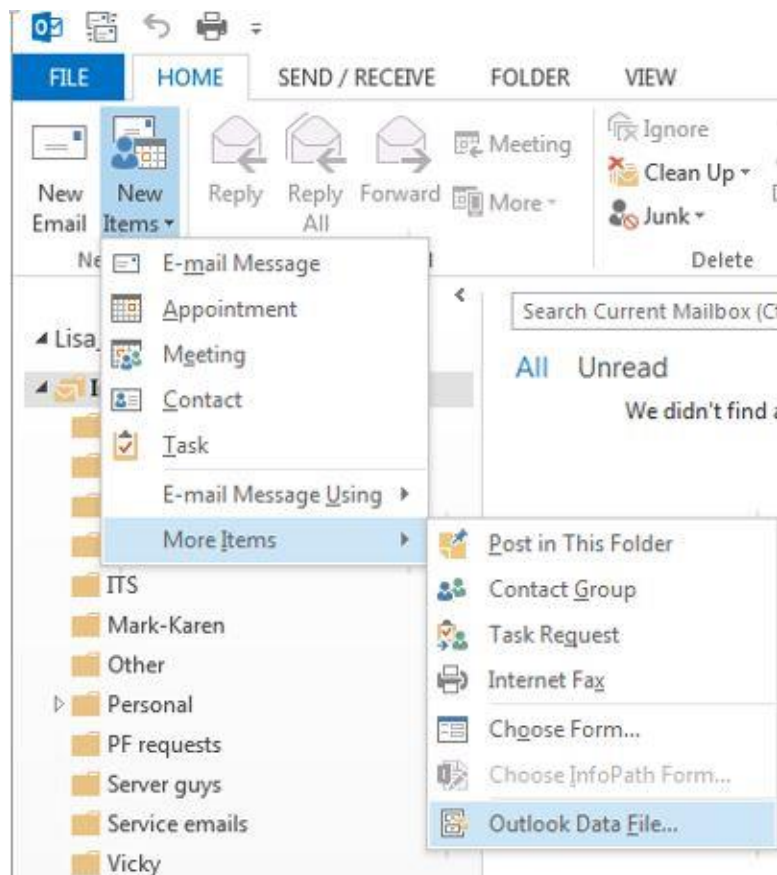 FILE HOME SEND / RECEIVE FOLDER VIEW
Ignore
Meeting
Clean Up
New New Reply Reply Forward More
Junk
Email Items All
Delete
E-mail Message
Search Current Mailbox
Appointment
Lisa_
Meeting
All Unread
Contact
We didn't find
Task
E-mail Message Using
More Items
Post in This Folder
ITS
Contact Group
Mark-Karen
Task Request
Other
Internet Fax
Personal
Choose Form...
PF requests
Choose InfoPath Form...
Server guys
Outlook Data File...
Service emails
Vicky